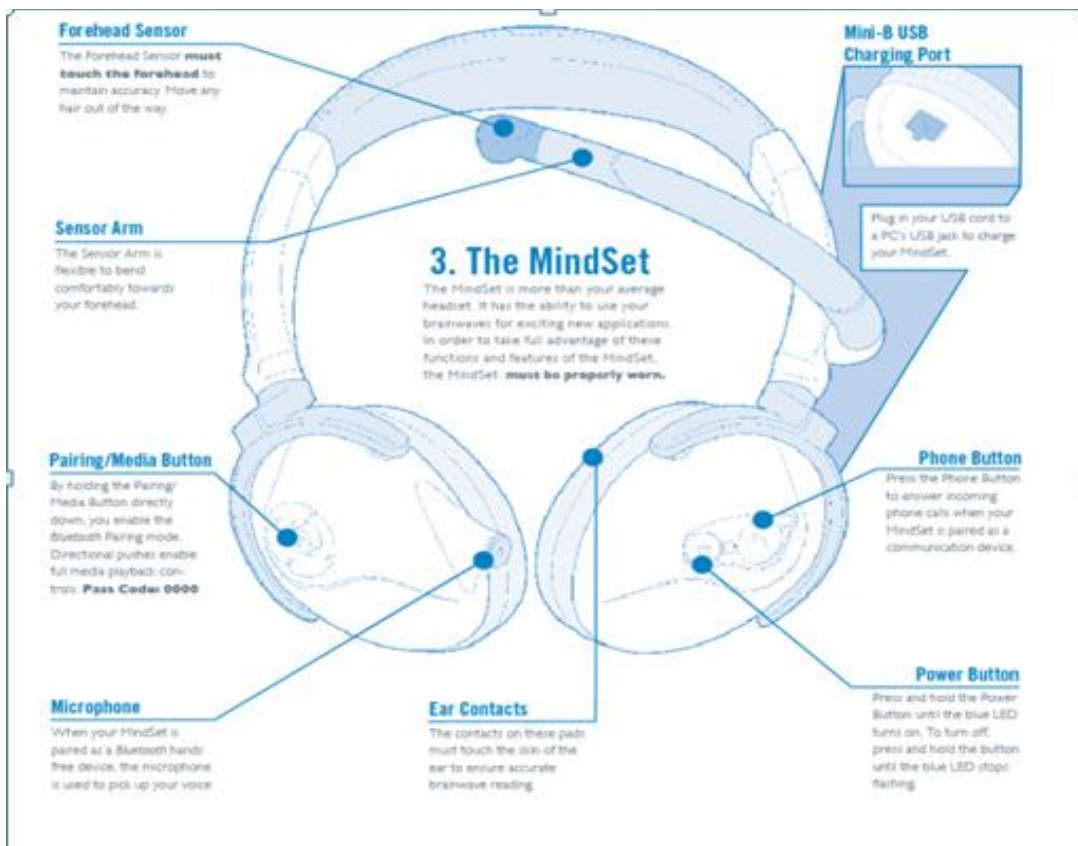 Forehead Sensor
The Forehead Sensor must
touch the forehead to
maintain accuracy. Move any
hair out of the way.
Mini-B USB
Charging Port
Plug in your USB cord to
a PC's USB jack to charge
your MindSet.
Sensor Arm
The Sensor Arm is
flexible to bend
comfortably towards
your forehead.
3. The MindSet
The MindSet is more than your average
headset. It has the ability to use your
brainwaves for exciting new applications.
In order to take full advantage of these
functions and features of the MindSet,
the MindSet must be properly worn.
Pairing/Media Button
By holding the Pairing/
Media Button directly
down, you enable the
Bluetooth Pairing mode.
Directional pushes enable
full media playback con-
trols. Pass Code: 0000
Phone Button
Press the Phone Button
to answer incoming
phone calls when your
MindSet is paired as a
communication device.
Microphone
When your MindSet is
paired as a Bluetooth hands
free device, the microphone
is used to pick up your voice.
Ear Contacts
The contacts on these pads
must touch the skin of the
ear to ensure accurate
brainwave reading.
Power Button
Press and hold the Power
Button until the blue LED
turns on. To turn off,
press and hold the button
until the blue LED stops
flashing.